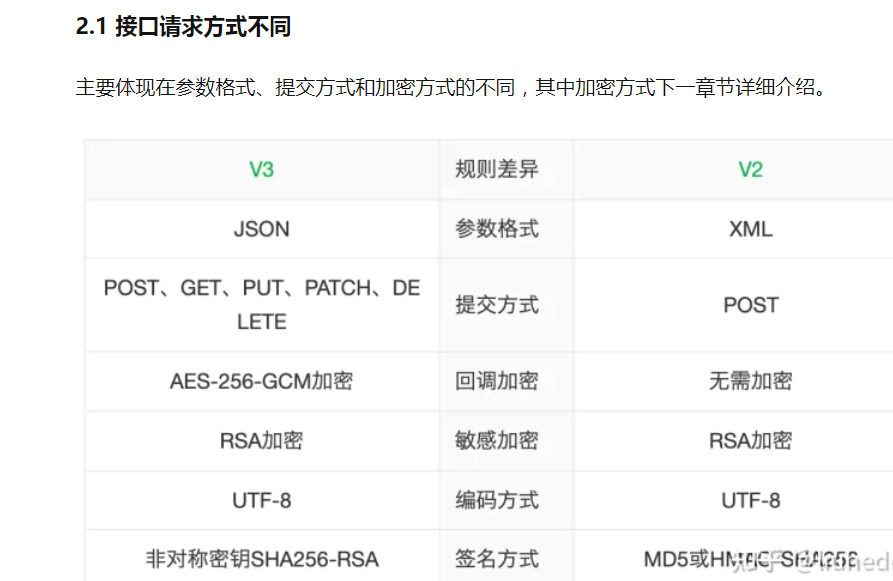 2.1 接口请求方式不同
主要体现在参数格式、提交方式和加密方式的不同，其中加密方式下一章节详细介绍。
V3 规则差异 V2
JSON 参数格式 XML
POST、GET、PUT、PATCH、DE
LETE
提交方式 POST
AES-256-GCM加密 回调加密 无需加密
RSA加密 敏感加密 RSA加密
UTF-8 编码方式 UTF-8
非对称密钥SHA256-RSA 签名方式 MD5或HMAC-SHA256
知乎